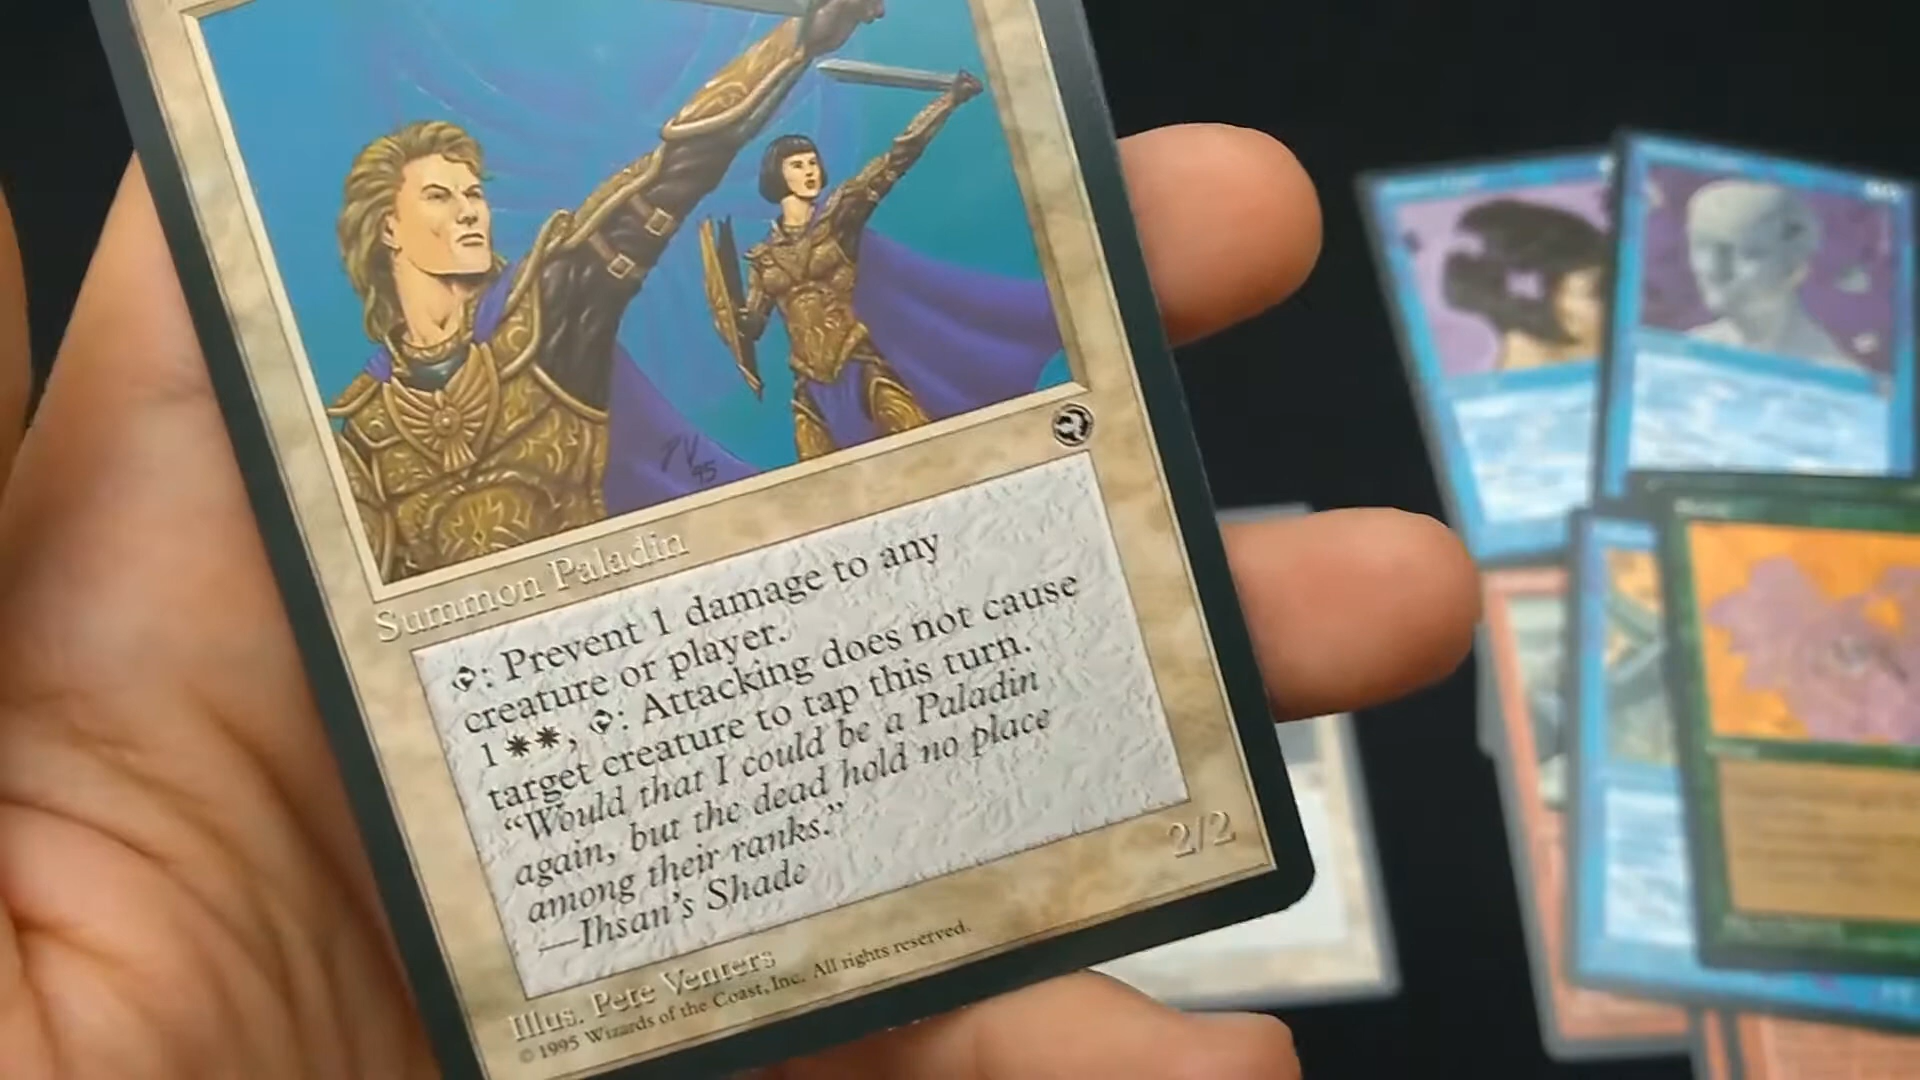 PV
95
Summon Paladin
: Prevent 1 damage to any
creature or player.
1 , : Attacking does not cause
target creature to tap this turn.
“Would that I could be a Paladin
again, but the dead hold no place
among their ranks.”
—Ihsan’s Shade
2/2
Illus. Pete Venters
© 1995 Wizards of the Coast, Inc. All rights reserved.